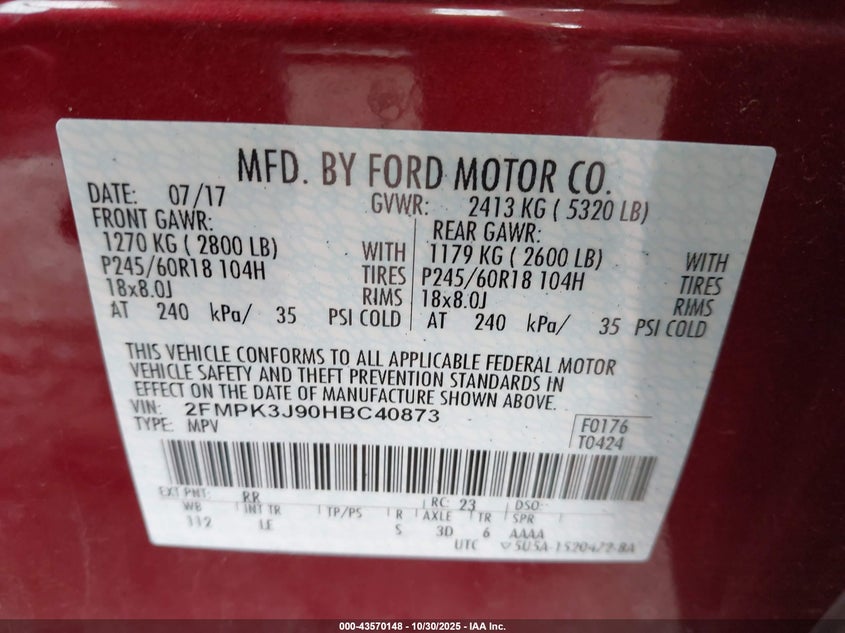 MFD. BY FORD MOTOR CO.
DATE: 07/17 GVWR: 2413 KG ( 5320 LB)
FRONT GAWR: REAR GAWR:
1270 KG ( 2800 LB) WITH 1179 KG ( 2600 LB) WITH
P245/60R18 104H TIRES P245/60R18 104H TIRES
18x8.0J RIMS 18x8.0J RIMS
AT 240 kPa/ 35 PSI COLD AT 240 kPa/ 35 PSI COLD
THIS VEHICLE CONFORMS TO ALL APPLICABLE FEDERAL MOTOR
VEHICLE SAFETY AND THEFT PREVENTION STANDARDS IN
EFFECT ON THE DATE OF MANUFACTURE SHOWN ABOVE.
VIN: 2FMPK3J90HBC40873
TYPE: MPV F0176
T0424
EXT PNT: RR RC: 23 DSO:
WB INT TR TP/PS R AXLE TR SPR
112 LE S 3D 6 AAAA
UTC ▽5U5A-1520472-BA
000-43570148 - 10/30/2025 - IAA Inc.